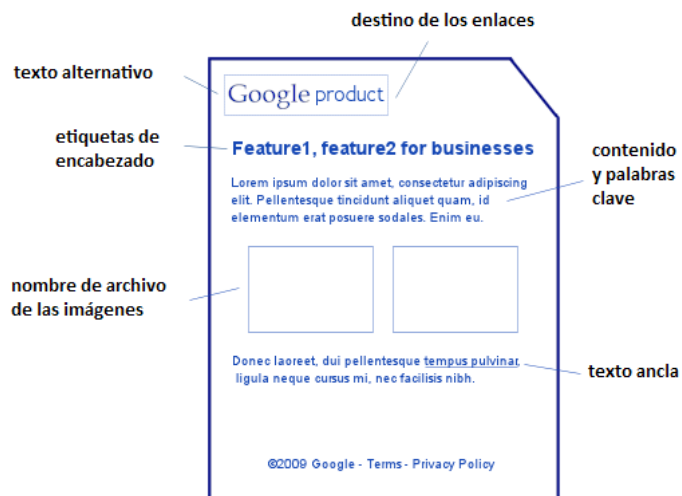 destino de los enlaces
texto alternativo
Google product
etiquetas de
encabezado
Feature1, feature2 for businesses
contenido
y palabras
clave
Lorem ipsum dolor sit amet, consectetur adipiscing
elit. Pellentesque tincidunt aliquet quam, id
elementum erat posuere sodales. Enim eu.
nombre de archivo
de las imágenes
Donec laoreet, dui pellentesque tempus pulvinar,
ligula neque cursus mi, nec facilisis nibh.
texto ancla
©2009 Google - Terms - Privacy Policy